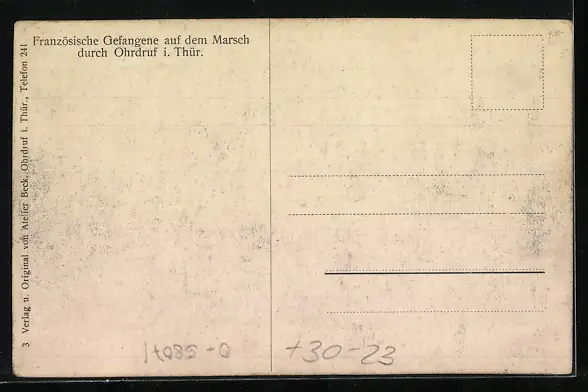 Französische Gefangene auf dem Marsch
durch Ohrdruf i. Thür.
3 Verlag u. Original von Atelier Beck, Ohrdruf i. Thür., Telefon 241
+30-23